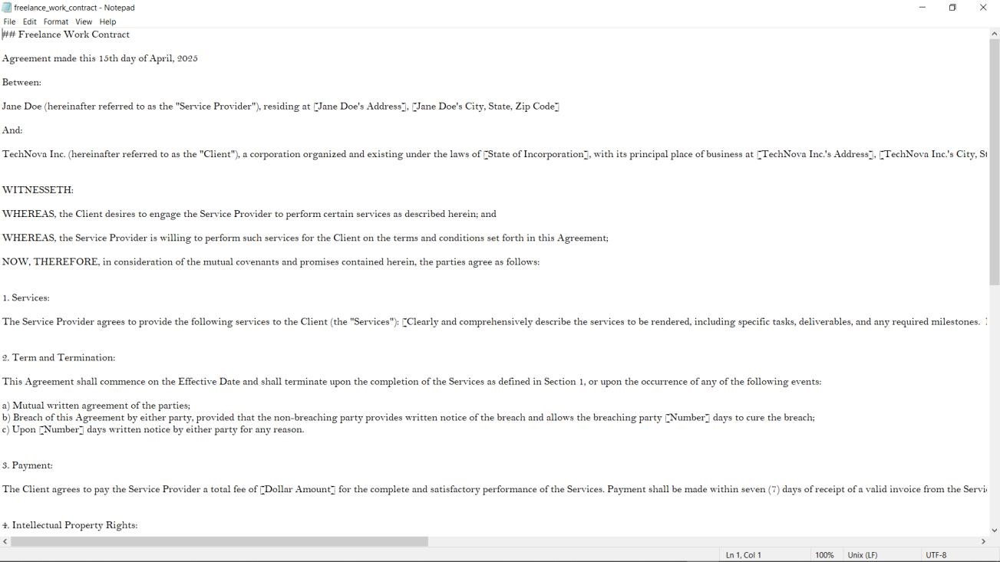 freelance_work_contract - Notepad
File Edit Format View Help
## Freelance Work Contract
Agreement made this 15th day of April, 2025
Between:
Jane Doe (hereinafter referred to as the "Service Provider"), residing at [Jane Doe's Address], [Jane Doe's City, State, Zip Code]
And:
TechNova Inc. (hereinafter referred to as the "Client"), a corporation organized and existing under the laws of [State of Incorporation], with its principal place of business at [TechNova Inc.'s Address], [TechNova Inc.'s City, St
WITNESSETH:
WHEREAS, the Client desires to engage the Service Provider to perform certain services as described herein; and
WHEREAS, the Service Provider is willing to perform such services for the Client on the terms and conditions set forth in this Agreement;
NOW, THEREFORE, in consideration of the mutual covenants and promises contained herein, the parties agree as follows:
1. Services:
The Service Provider agrees to provide the following services to the Client (the "Services"): [Clearly and comprehensively describe the services to be rendered, including specific tasks, deliverables, and any required milestones.
2. Term and Termination:
This Agreement shall commence on the Effective Date and shall terminate upon the completion of the Services as defined in Section 1, or upon the occurrence of any of the following events:
a) Mutual written agreement of the parties;
b) Breach of this Agreement by either party, provided that the non-breaching party provides written notice of the breach and allows the breaching party [Number] days to cure the breach;
c) Upon [Number] days written notice by either party for any reason.
3. Payment:
The Client agrees to pay the Service Provider a total fee of [Dollar Amount] for the complete and satisfactory performance of the Services. Payment shall be made within seven (7) days of receipt of a valid invoice from the Servi
4. Intellectual Property Rights:
Ln 1, Col 1 100% Unix (LF) UTF-8